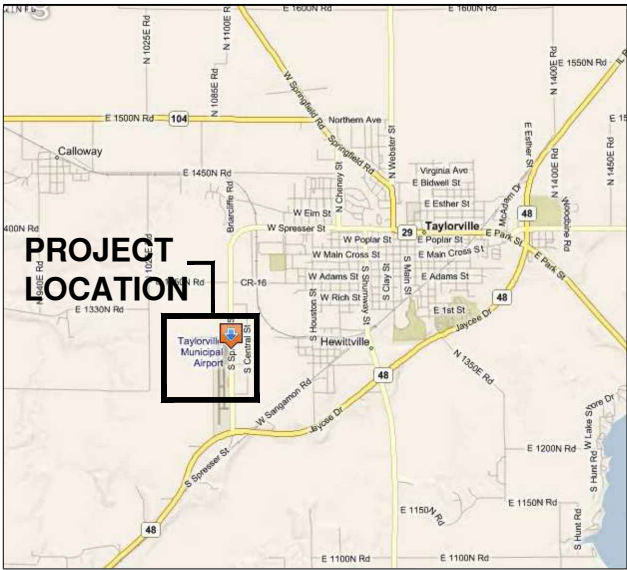 E 1600N Rd
E 1600N Rd
N 1025E Rd
N 1100E Rd
N 1085E Rd
W Springfield Rd
Springfield Rd
N Webster St
E 1550N Rd
N 1400E Rd
E 1500N Rd
104
Northern Ave
E 15
Calloway
E Esther St
N 1400E Rd
N 1450E Rd
E 1450N Rd
Virginia Ave
E Bidwell St
N Cheney St
Briarcliffe Rd
McAdam Dr
E Esther St
W Elm St
48
Woodbine Rd
400N Rd
W Spresser St
29
Taylorville
E Park St
W Poplar St
E Poplar St
PROJECT
LOCATION
W Main Cross St
E Main Cross St
E Park St
CR-16
W Adams St
S Shumway St
S Clay St
S Main St
E Adams St
W Rich St
S Houston St
48
E 1330N Rd
E 1st St
Jaycee Dr
Taylorville
Municipal
Airport
S Central St
Hewittville
N 1350E Rd
48
W Sangamon Rd
Jaycee Dr
W Lake Shore Dr
S Hunt Rd
E 1200N Rd
S Spresser St
E 1150N Rd
E 1150N Rd
48
S Hunt Rd
E 1100N Rd
E 1100N Rd